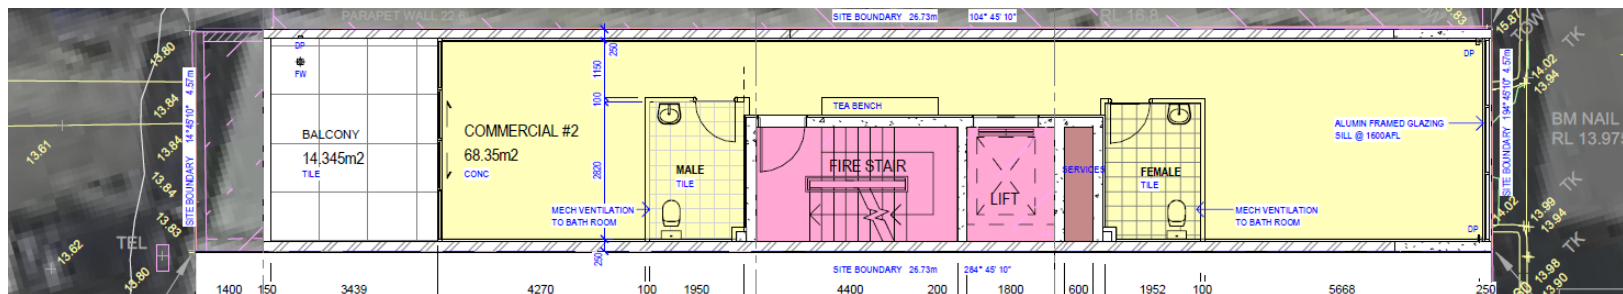 PARAPET WALL 22.6
SITE BOUNDARY 26.73m 104° 45' 10"
RL 16.8
15.83
15.87
TOW
TOW
TK
13.80
DP
FW
250
1150
100
2820
250
DP
14.02
13.94
SITE BOUNDARY 14°45'10" 4.57m
SITE BOUNDARY 194°45'10" 4.57m
13.84
13.84
13.84
13.83
13.61
BALCONY
14,345m2
TILE
COMMERCIAL #2
68.35m2
CONC
TEA BENCH
MALE
TILE
FIRE STAIR
LIFT
SERVICES
FEMALE
TILE
ALUMIN FRAMED GLAZING
SILL @ 1600AFL
BM NAIL
RL 13.975
TK
MECH VENTILATION
TO BATH ROOM
MECH VENTILATION
TO BATH ROOM
DP
14.02
13.99
13.94
TK
TEL
13.62
13.80
13.98
13.90
SITE BOUNDARY 26.73m 284° 45' 10"
1400 150 3439 4270 100 1950 4400 200 1800 600 1952 100 5668 250